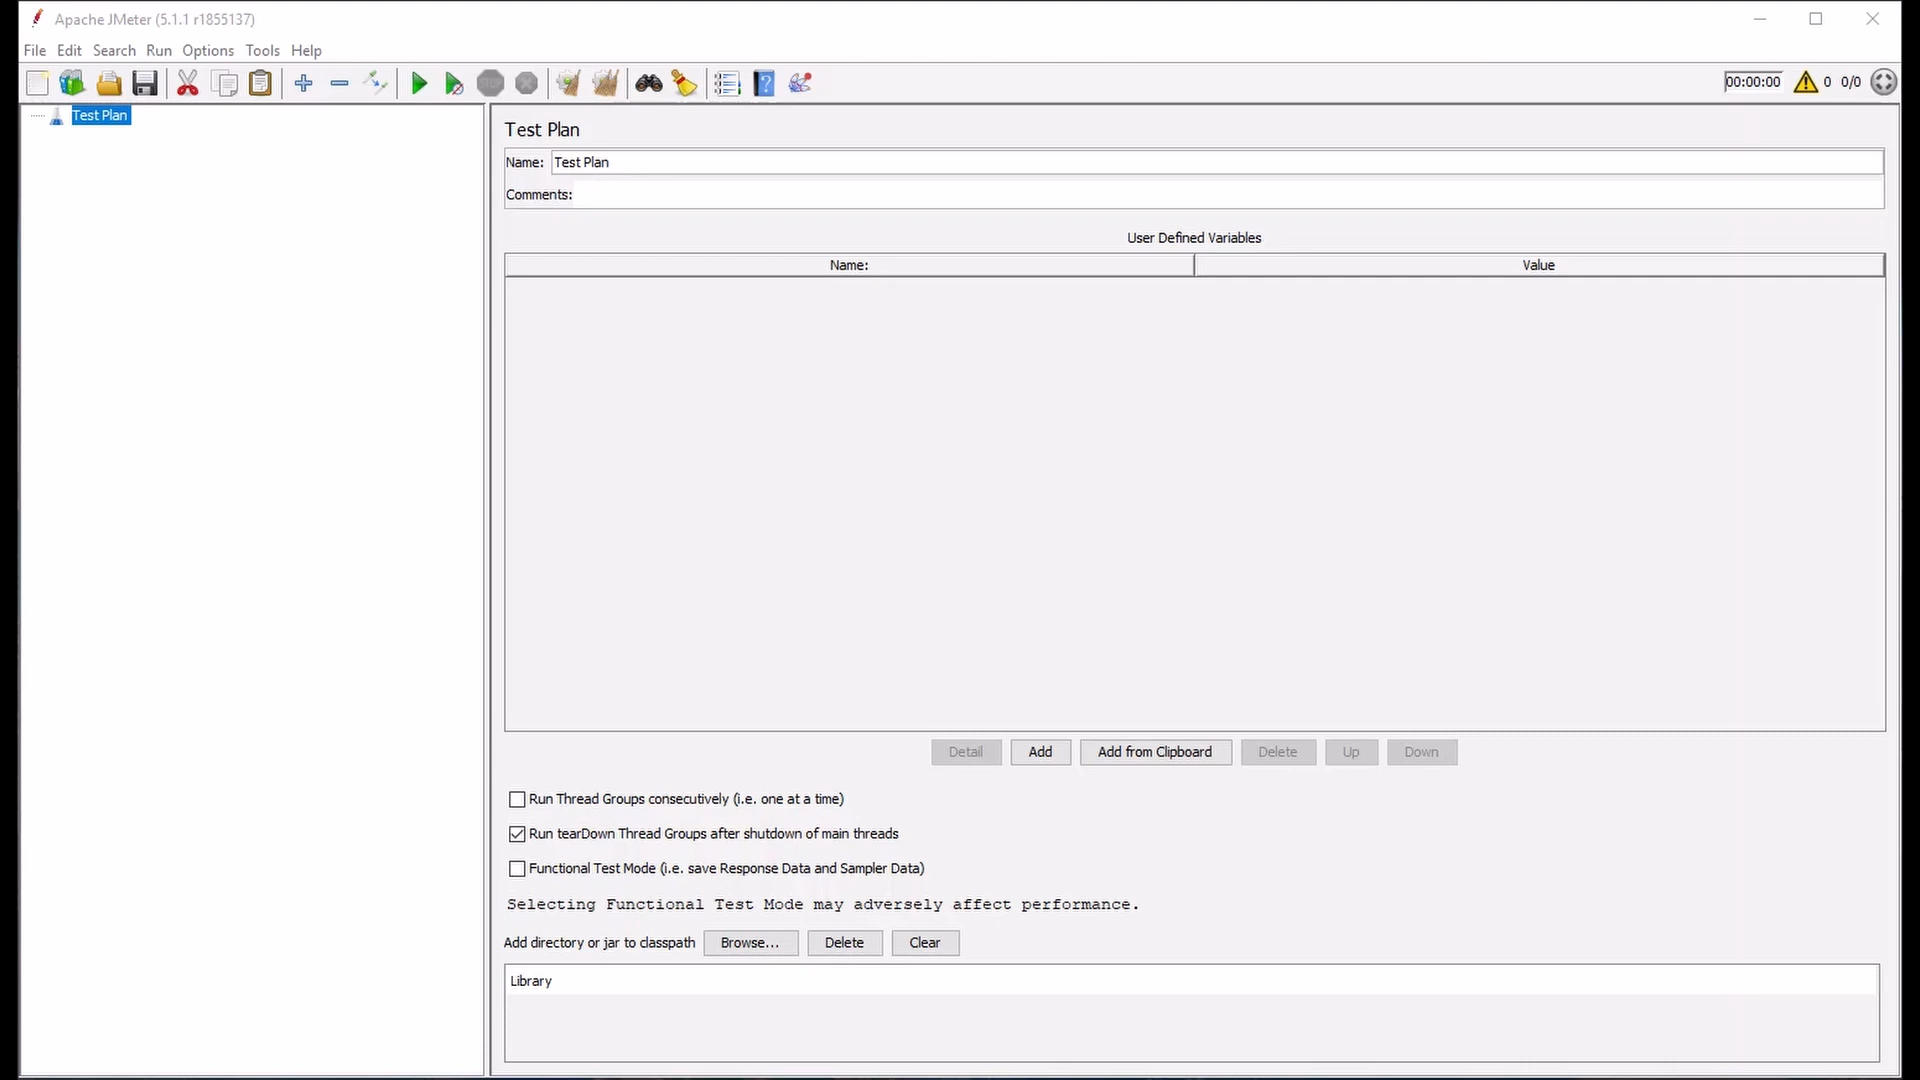 Apache JMeter (5.1.1 r1855137)
File Edit Search Run Options Tools Help
00:00:00 0 0/0
Test Plan
Test Plan
Name: Test Plan
Comments:
User Defined Variables
Name: Value
Detail Add Add from Clipboard Delete Up Down
Run Thread Groups consecutively (i.e. one at a time)
Run tearDown Thread Groups after shutdown of main threads
Functional Test Mode (i.e. save Response Data and Sampler Data)
Selecting Functional Test Mode may adversely affect performance.
Add directory or jar to classpath Browse... Delete Clear
Library